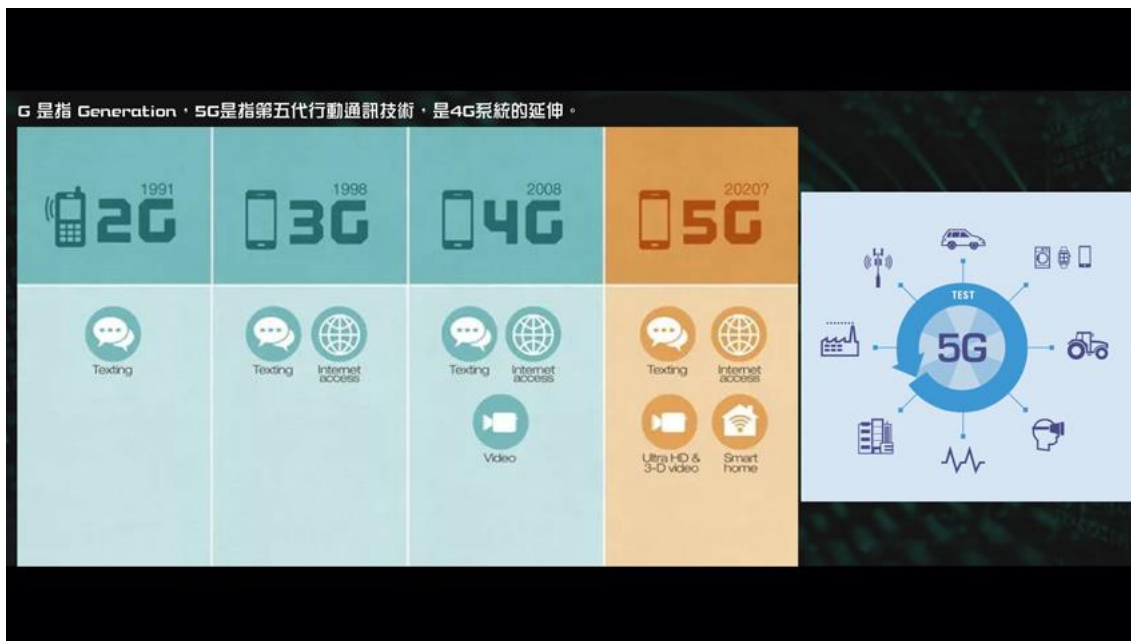 G 是指 Generation，5G是指第五代行動通訊技術，是4G系統的延伸。
1991
2G
1998
3G
2008
4G
2020?
5G
Texting
Texting
Internet
access
Texting
Internet
access
Video
Texting
Internet
access
Ultra HD &
3-D video
Smart
home
TEST
5G